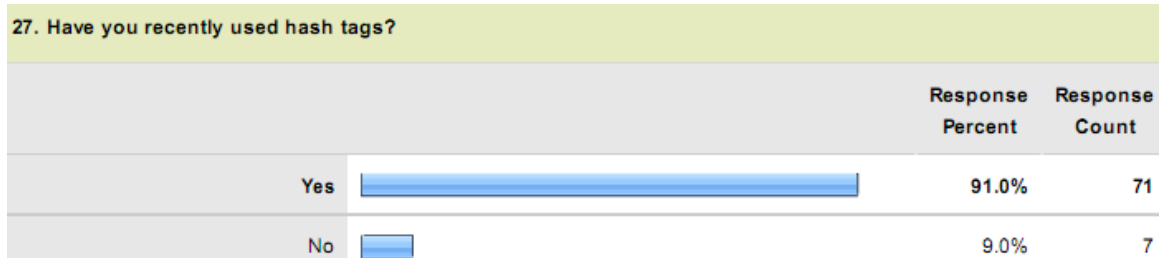 27. Have you recently used hash tags?
Response Percent Response Count
Yes 91.0% 71
No 9.0% 7